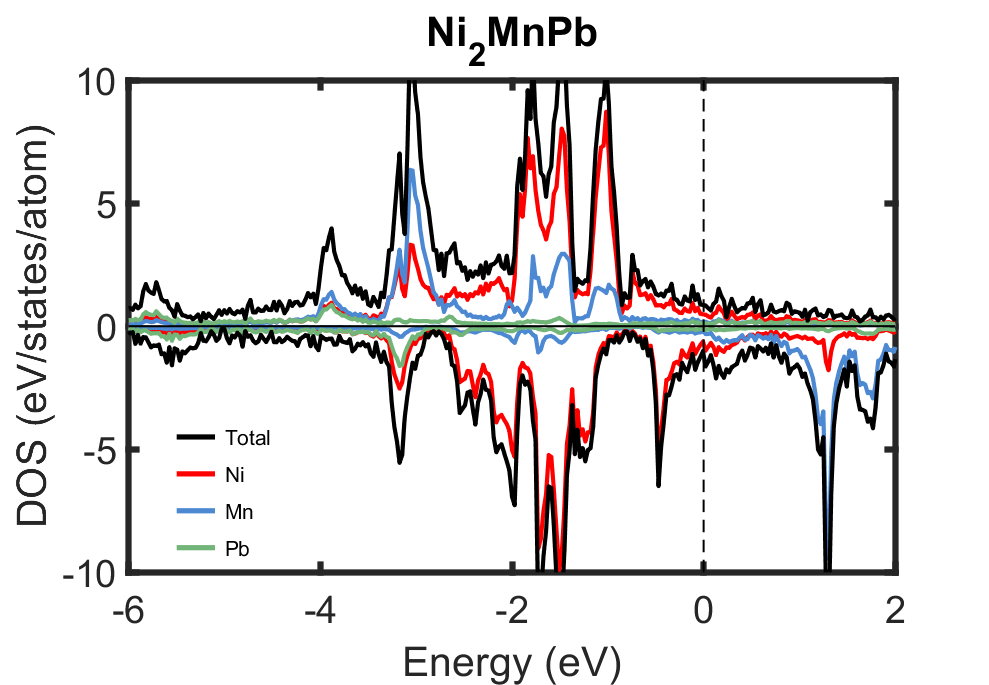 Ni2MnPb
10
5
0
-5
-10
DOS (eV/states/atom)
Total
Ni
Mn
Pb
-6 -4 -2 0 2
Energy (eV)